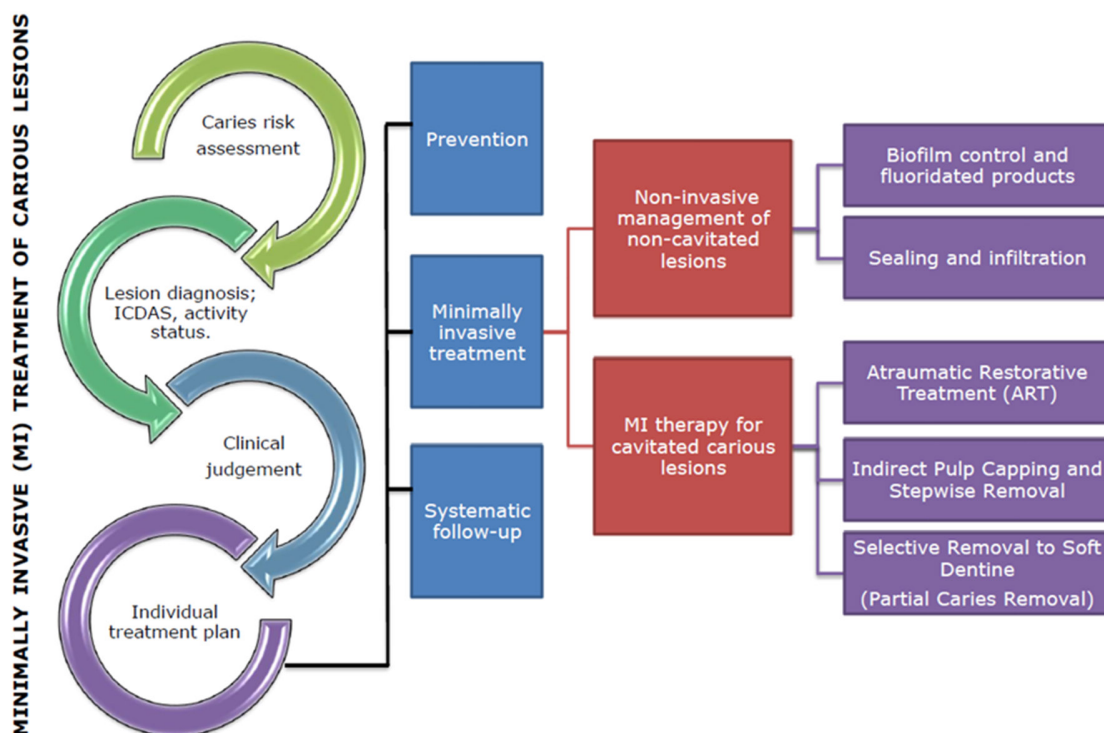 MINIMALLY INVASIVE (MI) TREATMENT OF CARIOUS LESIONS
Caries risk
assessment
Lesion diagnosis;
ICDAS, activity
status.
Clinical
judgement
Individual
treatment plan
Prevention
Minimally
invasive
treatment
Systematic
follow-up
Non-invasive
management of
non-cavitated
lesions
MI therapy for
cavitated carious
lesions
Biofilm control and
fluoridated products
Sealing and infiltration
Atraumatic Restorative
Treatment (ART)
Indirect Pulp Capping and
Stepwise Removal
Selective Removal to Soft
Dentine
(Partial Caries Removal)